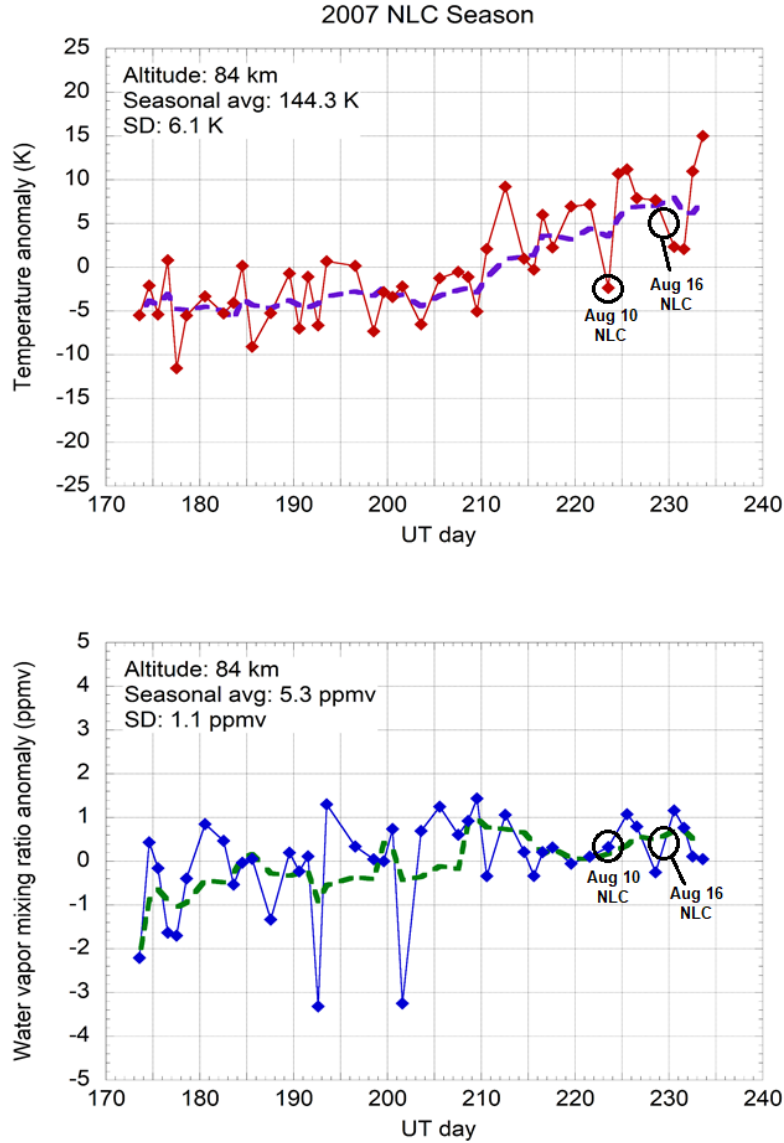 2007 NLC Season
25
20
15
10
5
0
-5
-10
-15
-20
-25
Temperature anomaly (K)
Altitude: 84 km
Seasonal avg: 144.3 K
SD: 6.1 K
Aug 10
NLC
Aug 16
NLC
170 180 190 200 210 220 230 240
UT day
5
4
3
2
1
0
-1
-2
-3
-4
-5
Water vapor mixing ratio anomaly (ppmv)
Altitude: 84 km
Seasonal avg: 5.3 ppmv
SD: 1.1 ppmv
Aug 10
NLC
Aug 16
NLC
170 180 190 200 210 220 230 240
UT day